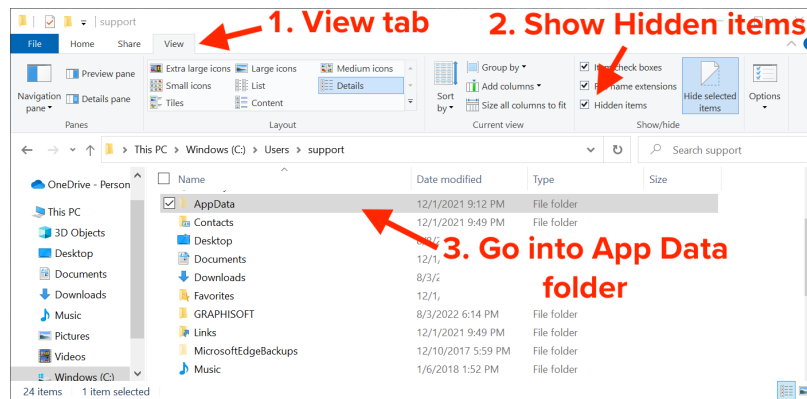 support
1. View tab
2. Show Hidden items
File Home Share View
Preview pane
Details pane
Navigation pane
Panes
Extra large icons Large icons Medium icons
Small icons List Details
Tiles Content
Layout
Sort by
Group by
Add columns
Size all columns to fit
Current view
check boxes
name extensions
Hidden items
Hide selected items
Show/hide
Options
This PC > Windows (C:) > Users > support
Search support
OneDrive - Person
This PC
3D Objects
Desktop
Documents
Downloads
Music
Pictures
Videos
Windows (C:)
Name Date modified Type Size
AppData 12/1/2021 9:12 PM File folder
Contacts 12/1/2021 9:49 PM File folder
Desktop
Documents 12/1/
Downloads 8/3/2
Favorites 12/1/
GRAPHISOFT 8/3/2022 6:14 PM File folder
Links 12/1/2021 9:49 PM File folder
MicrosoftEdgeBackups 12/10/2017 5:59 PM File folder
Music 1/6/2018 1:52 PM File folder
3. Go into App Data
folder
24 items 1 item selected